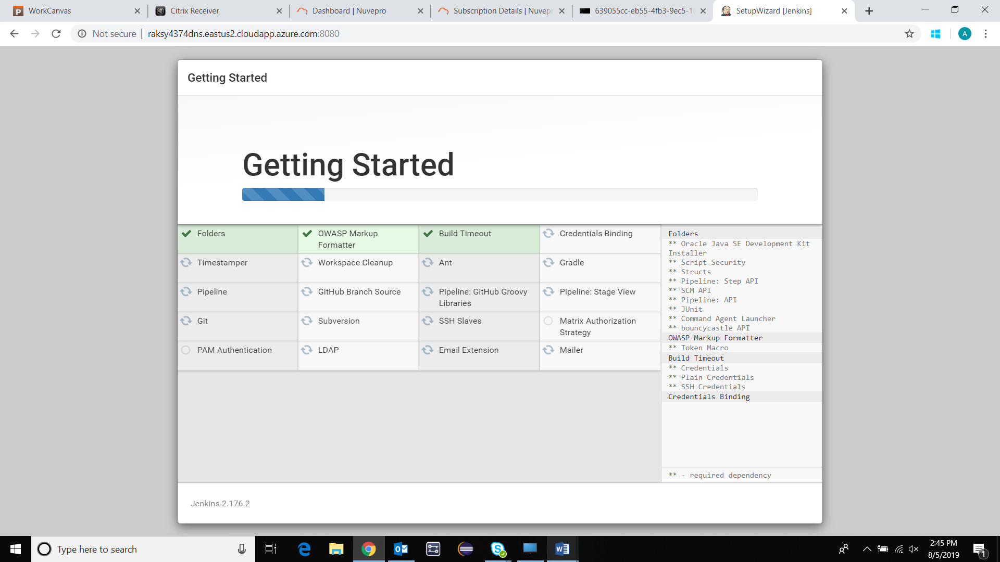 WorkCanvas
Citrix Receiver
Dashboard | Nuvepro
Subscription Details | Nuvepr
639055cc-eb55-4fb3-9ec5-1
SetupWizard [Jenkins]
Not secure
raksy4374dns.eastus2.cloudapp.azure.com:8080
A
Getting Started
Getting Started
Folders
OWASP Markup
Formatter
Build Timeout
Credentials Binding
Timestamper
Workspace Cleanup
Ant
Gradle
Pipeline
GitHub Branch Source
Pipeline: GitHub Groovy
Libraries
Pipeline: Stage View
Git
Subversion
SSH Slaves
Matrix Authorization
Strategy
PAM Authentication
LDAP
Email Extension
Mailer
Folders
** Oracle Java SE Development Kit
Installer
** Script Security
** Structs
** Pipeline: Step API
** SCM API
** Pipeline: API
** JUnit
** Command Agent Launcher
** bouncycastle API
OWASP Markup Formatter
** Token Macro
Build Timeout
** Credentials
** Plain Credentials
** SSH Credentials
Credentials Binding
** - required dependency
Jenkins 2.176.2
Type here to search
2:45 PM
8/5/2019
1